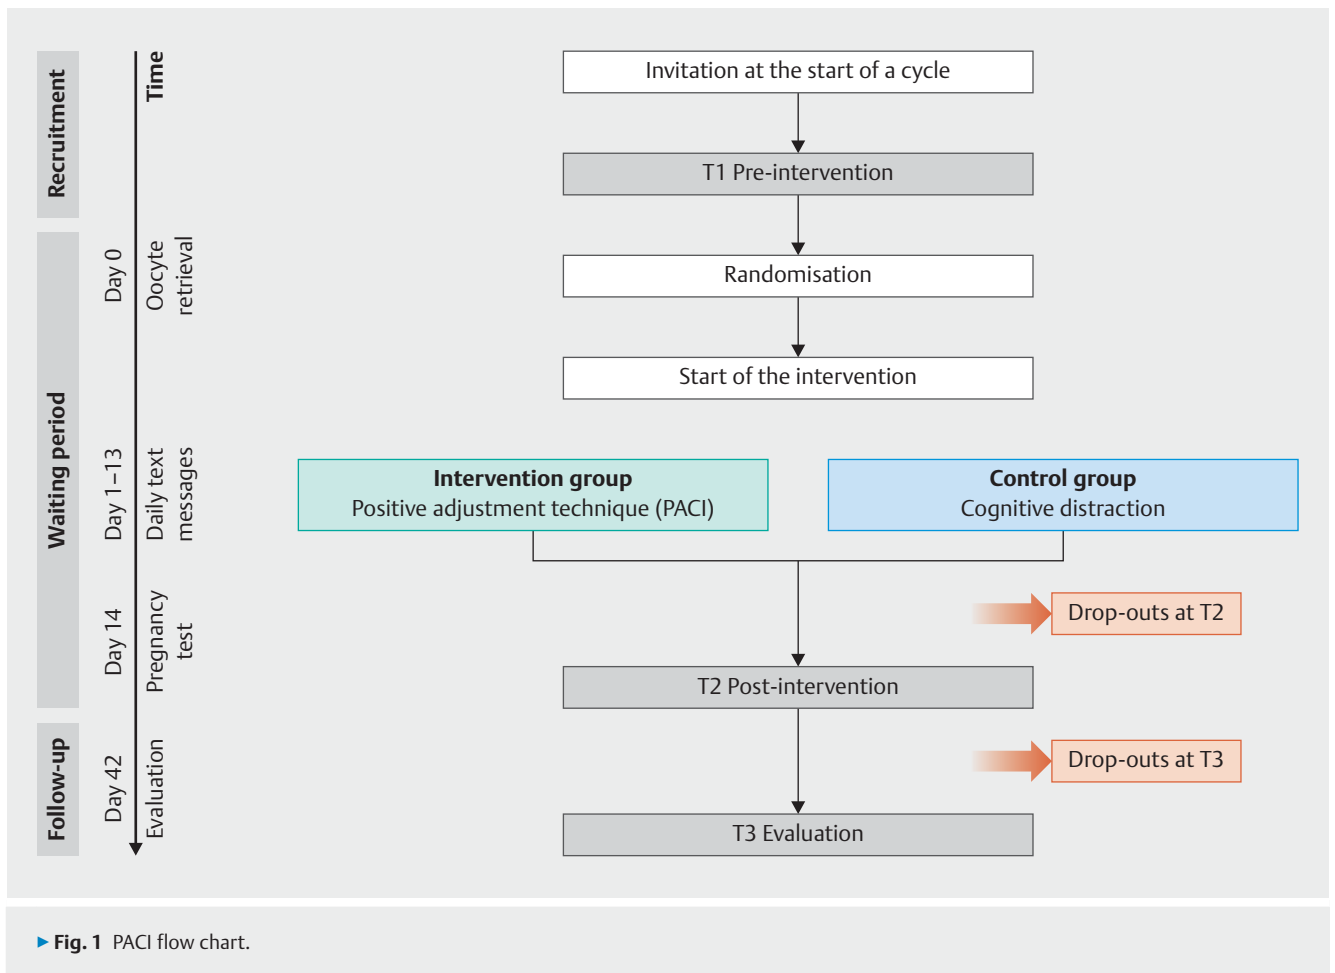 Recruitment
Time
Invitation at the start of a cycle
T1 Pre-intervention
Waiting period
Day 0
Oocyte
retrieval
Randomisation
Start of the intervention
Day 1–13
Daily text
messages
Intervention group
Positive adjustment technique (PACI)
Control group
Cognitive distraction
Day 14
Pregnancy
test
Drop-outs at T2
T2 Post-intervention
Follow-up
Day 42
Evaluation
Drop-outs at T3
T3 Evaluation
▶ Fig. 1 PACI flow chart.